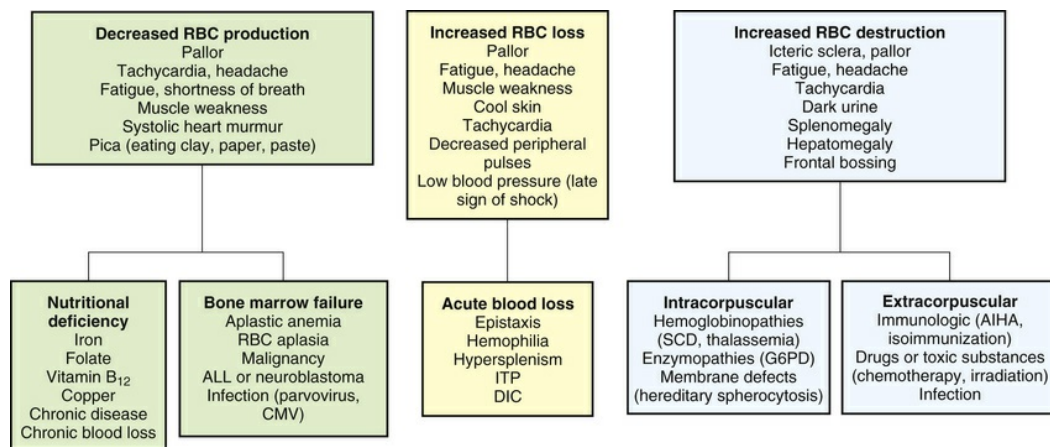 Decreased RBC production
Pallor
Tachycardia, headache
Fatigue, shortness of breath
Muscle weakness
Systolic heart murmur
Pica (eating clay, paper, paste)
Increased RBC loss
Pallor
Fatigue, headache
Muscle weakness
Cool skin
Tachycardia
Decreased peripheral
pulses
Low blood pressure (late
sign of shock)
Increased RBC destruction
Icteric sclera, pallor
Fatigue, headache
Tachycardia
Dark urine
Splenomegaly
Hepatomegaly
Frontal bossing
Nutritional
deficiency
Iron
Folate
Vitamin B₁₂
Copper
Chronic disease
Chronic blood loss
Bone marrow failure
Aplastic anemia
RBC aplasia
Malignancy
ALL or neuroblastoma
Infection (parvovirus,
CMV)
Acute blood loss
Epistaxis
Hemophilia
Hypersplenism
ITP
DIC
Intracorpuscular
Hemoglobinopathies
(SCD, thalassemia)
Enzymopathies (G6PD)
Membrane defects
(hereditary spherocytosis)
Extracorpuscular
Immunologic (AIHA,
isoimmunization)
Drugs or toxic substances
(chemotherapy, irradiation)
Infection